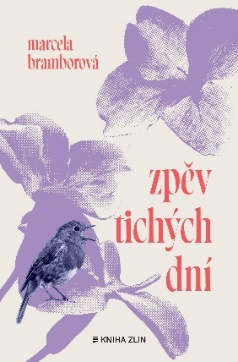 marcela
bramborová
zpěv
tichých
dní
KNIHA ZLIN